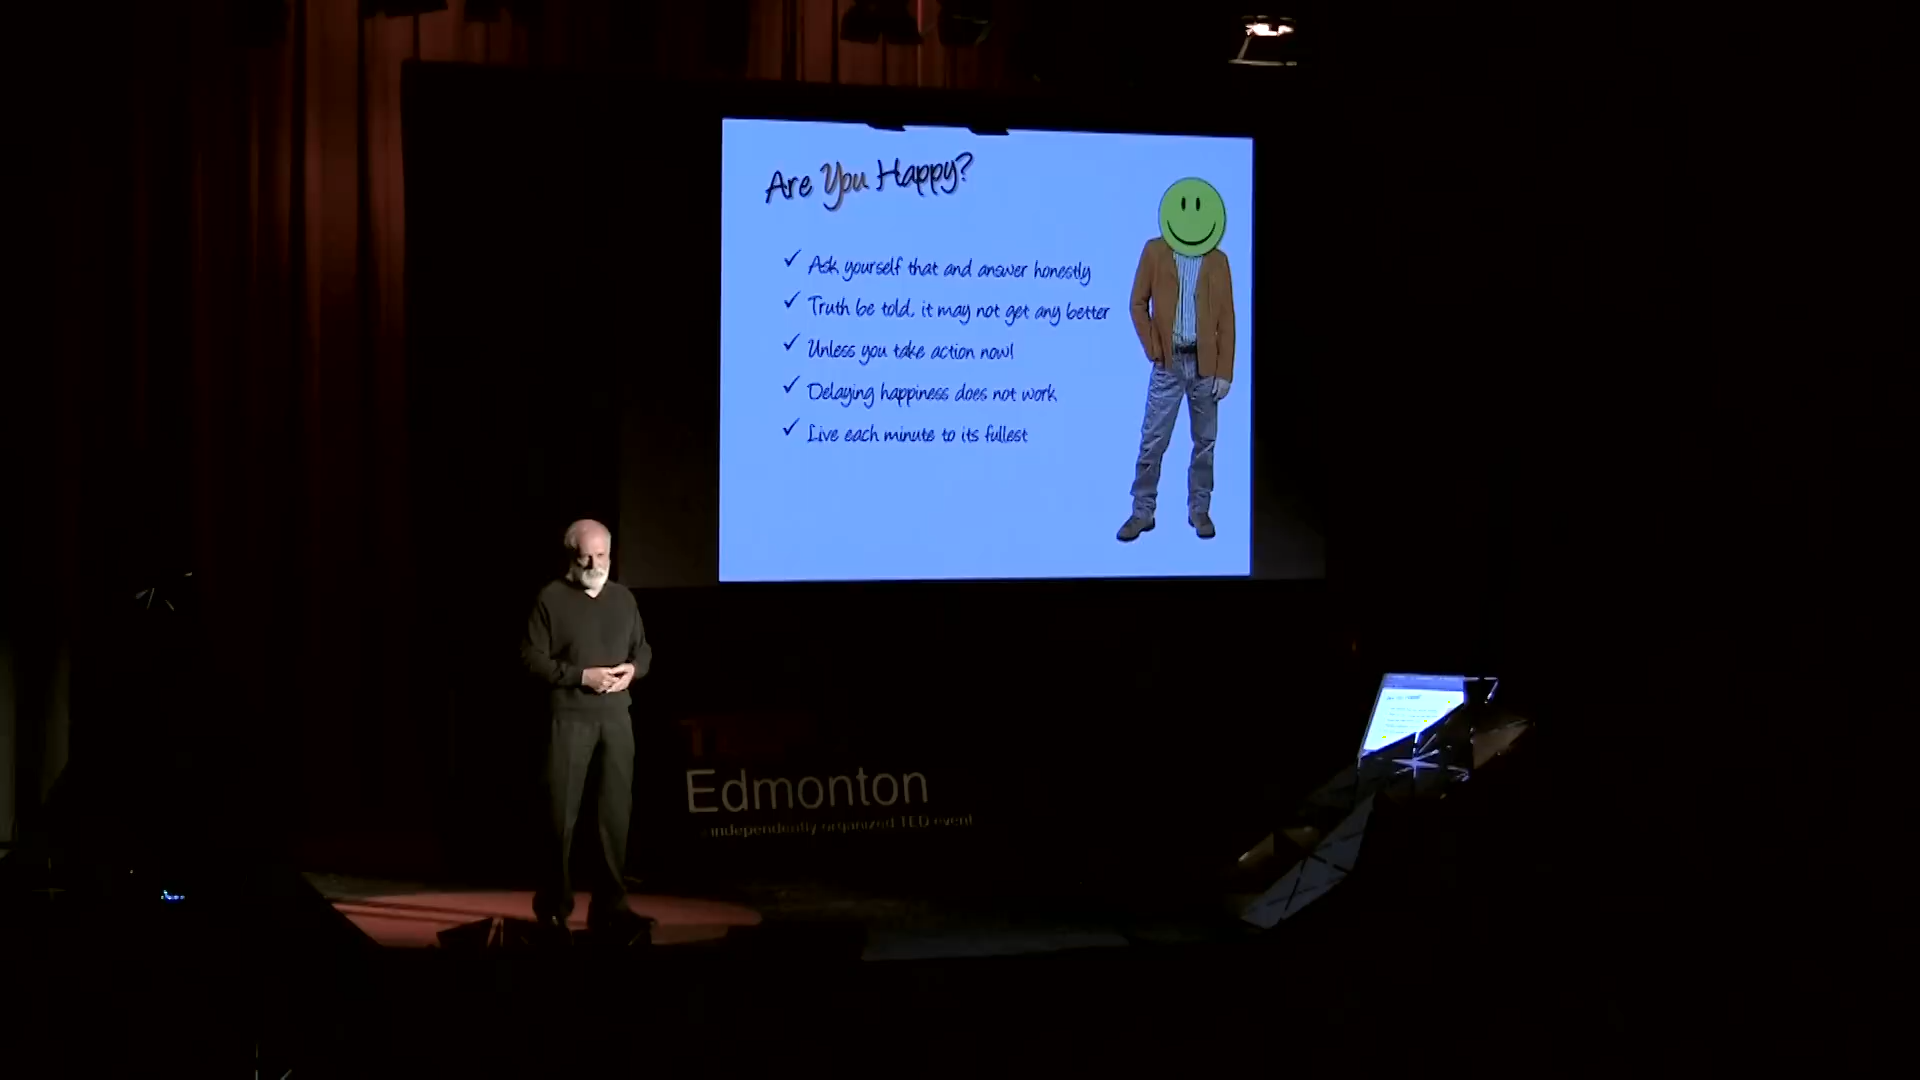 Are You Happy?
Ask yourself that and answer honestly
Truth be told, it may not get any better
Unless you take action now!
Delaying happiness does not work
Live each minute to its fullest
Edmonton
independently organized TED event